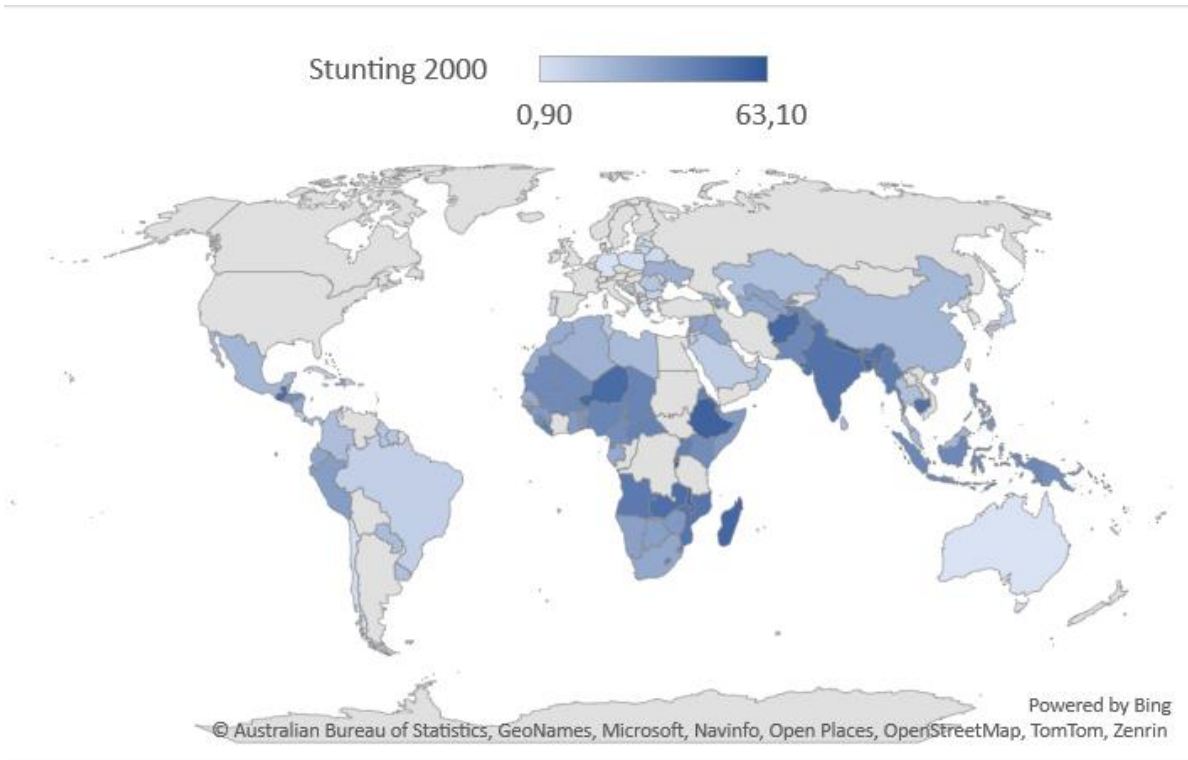 Stunting 2000
0,90 63,10
Powered by Bing
© Australian Bureau of Statistics, GeoNames, Microsoft, Navinfo, Open Places, OpenStreetMap, TomTom, Zenrin